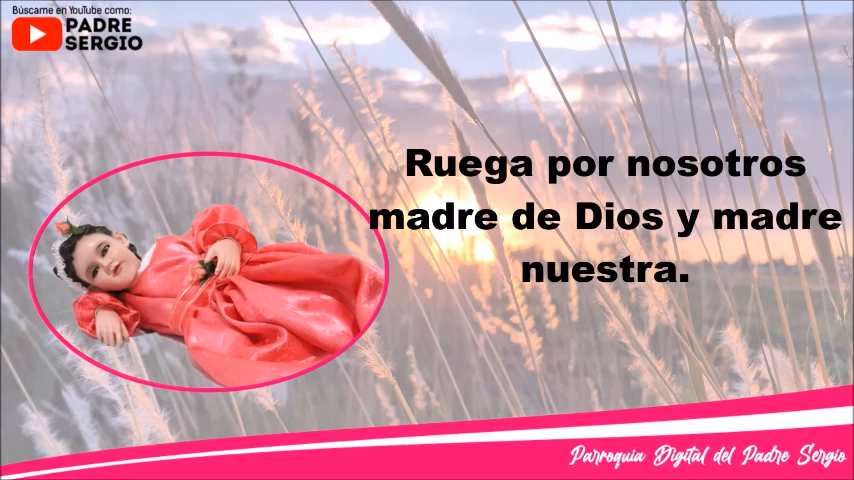 Búscame en YouTube como:
PADRE
SERGIO
Ruega por nosotros
madre de Dios y madre
nuestra.
Parroquia Digital del Padre Sergio